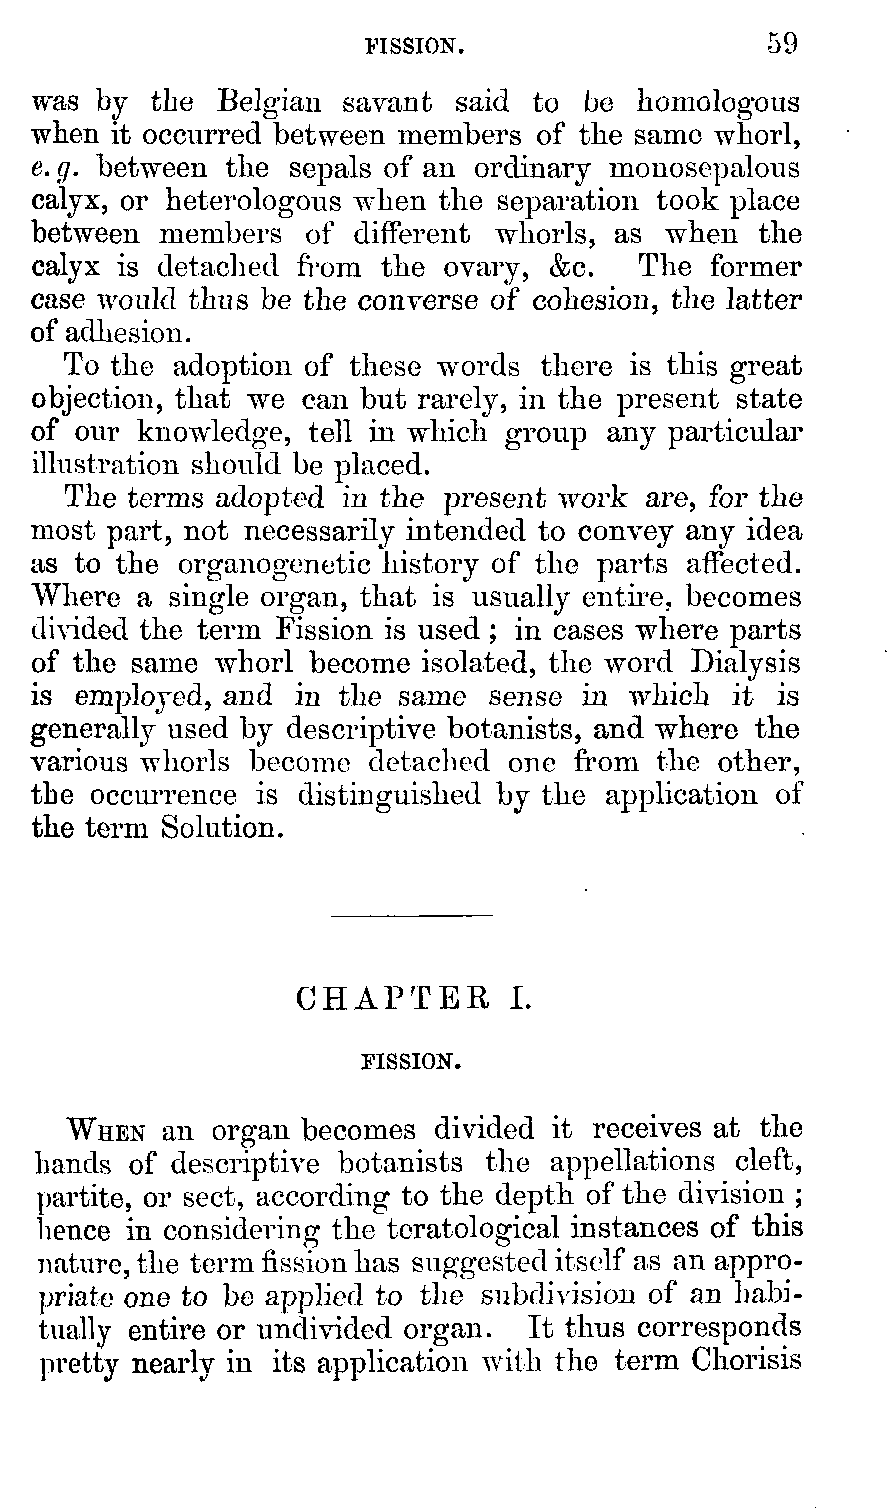 FISSION. 59
was by the Belgian savant said to be homologous
when it occurred between members of the same whorl,
e. g. between the sepals of an ordinary monosepalous
calyx, or heterologous when the separation took place
between members of different whorls, as when the
calyx is detached from the ovary, &c. The former
case would thus be the converse of cohesion, the latter
of adhesion.
To the adoption of these words there is this great
objection, that we can but rarely, in the present state
of our knowledge, tell in which group any particular
illustration should be placed.
The terms adopted in the present work are, for the
most part, not necessarily intended to convey any idea
as to the organogenetic history of the parts affected.
Where a single organ, that is usually entire, becomes
divided the term Fission is used ; in cases where parts
of the same whorl become isolated, the word Dialysis
is employed, and in the same sense in which it is
generally used by descriptive botanists, and where the
various whorls become detached one from the other,
the occurrence is distinguished by the application of
the term Solution.
CHAPTER I.
FISSION.
WHEN an organ becomes divided it receives at the
hands of descriptive botanists the appellations cleft,
partite, or sect, according to the depth of the division ;
hence in considering the teratological instances of this
nature, the term fission has suggested itself as an appro-
priate one to be applied to the subdivision of an habi-
tually entire or undivided organ. It thus corresponds
pretty nearly in its application with the term Chorisis